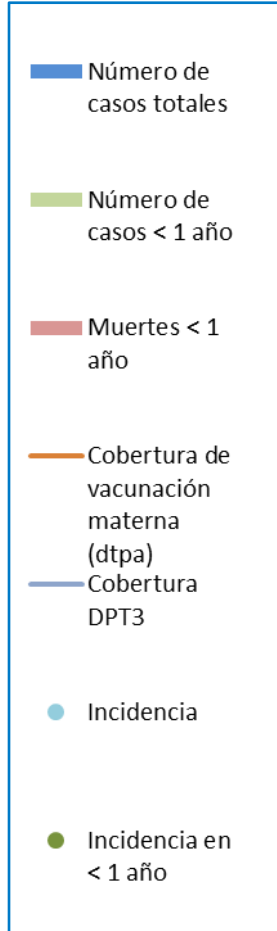 Número de
casos totales
Número de
casos < 1 año
Muertes < 1
año
Cobertura de
vacunación
materna
(dtpa)
Cobertura
DPT3
Incidencia
Incidencia en
< 1 año